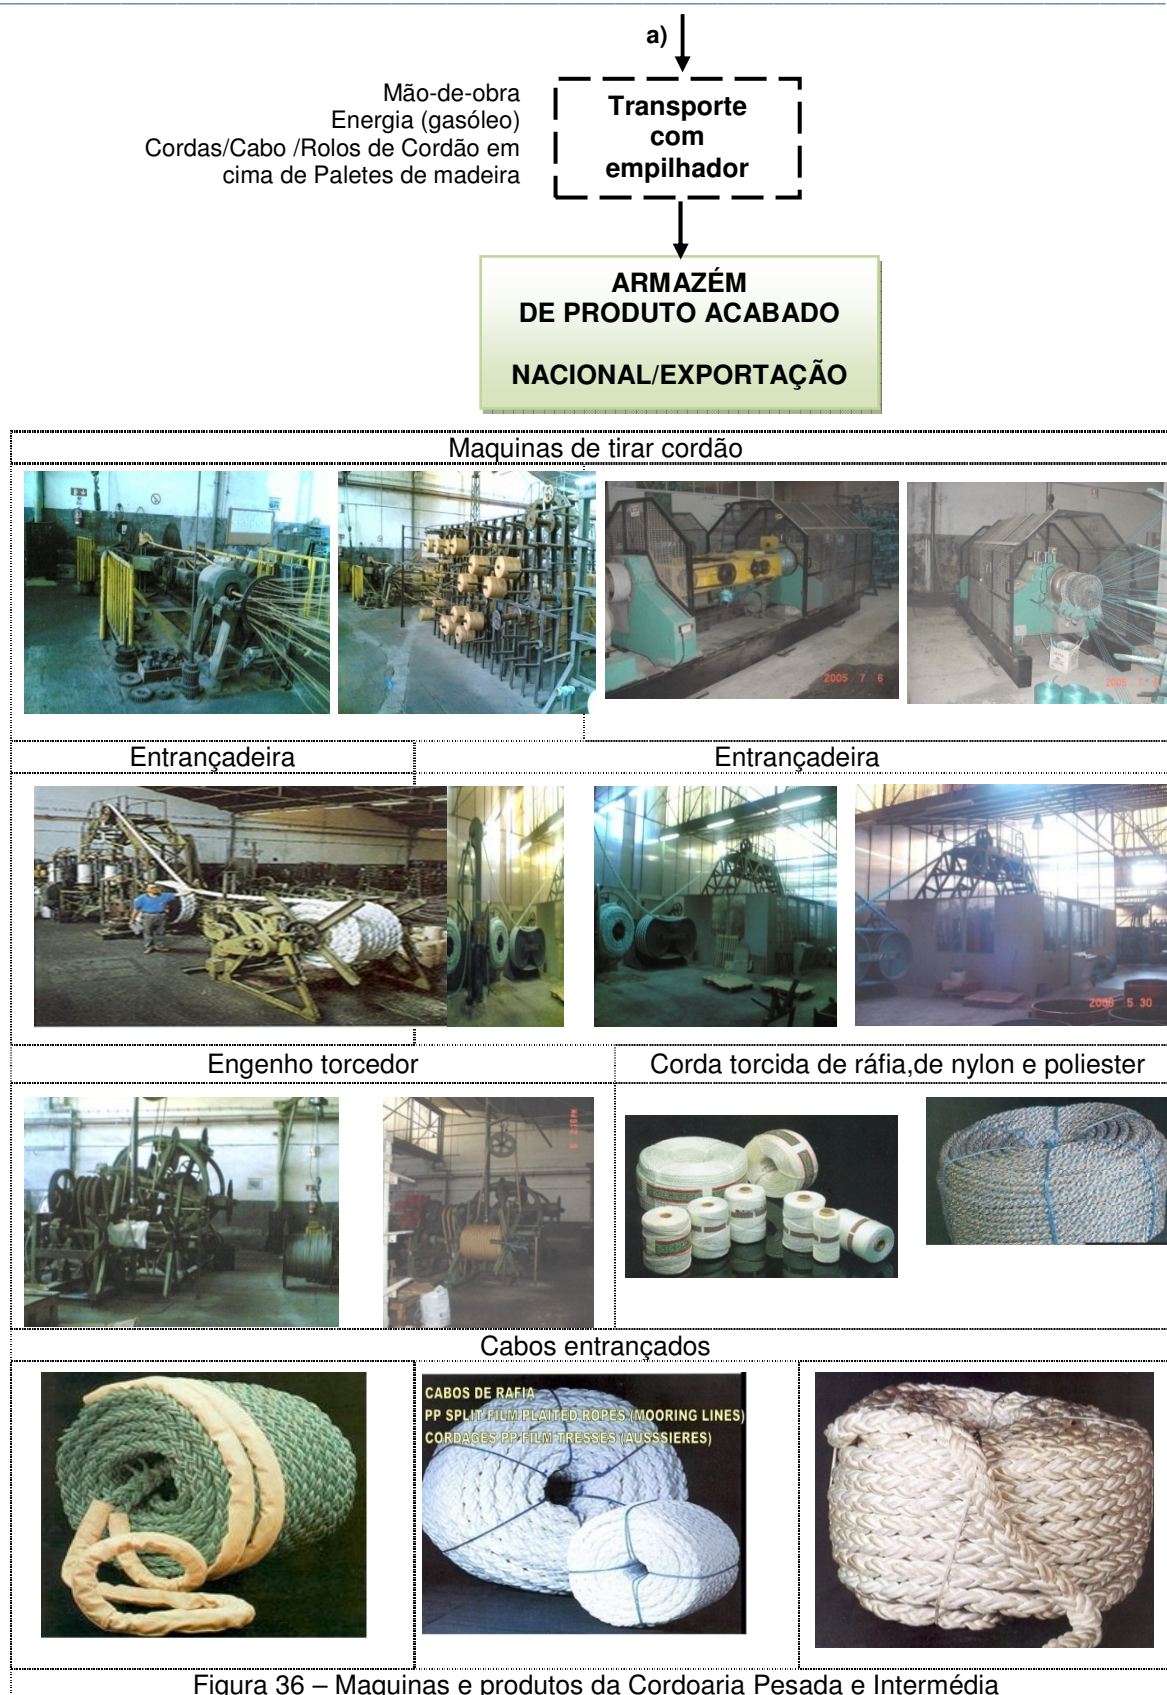 a)
Mão-de-obra
Energia (gasóleo)
Cordas/Cabo /Rolos de Cordão em
cima de Paletes de madeira
Transporte
com
empilhador
ARMAZÉM
DE PRODUTO ACABADO
NACIONAL/EXPORTAÇÃO
Maquinas de tirar cordão
2005 7 6
2005 7 6
Entrançadeira
Entrançadeira
2005 5 30
Engenho torcedor
Corda torcida de ráfia,de nylon e poliester
Cabos entrançados
CABOS DE RAFIA
PP SPLIT FILM PLAITED ROPES (MOORING LINES)
CORDAGES PP FILM TRESSES (AUSSSIERES)
Figura 36 – Maquinas e produtos da Cordoaria Pesada e Intermédia